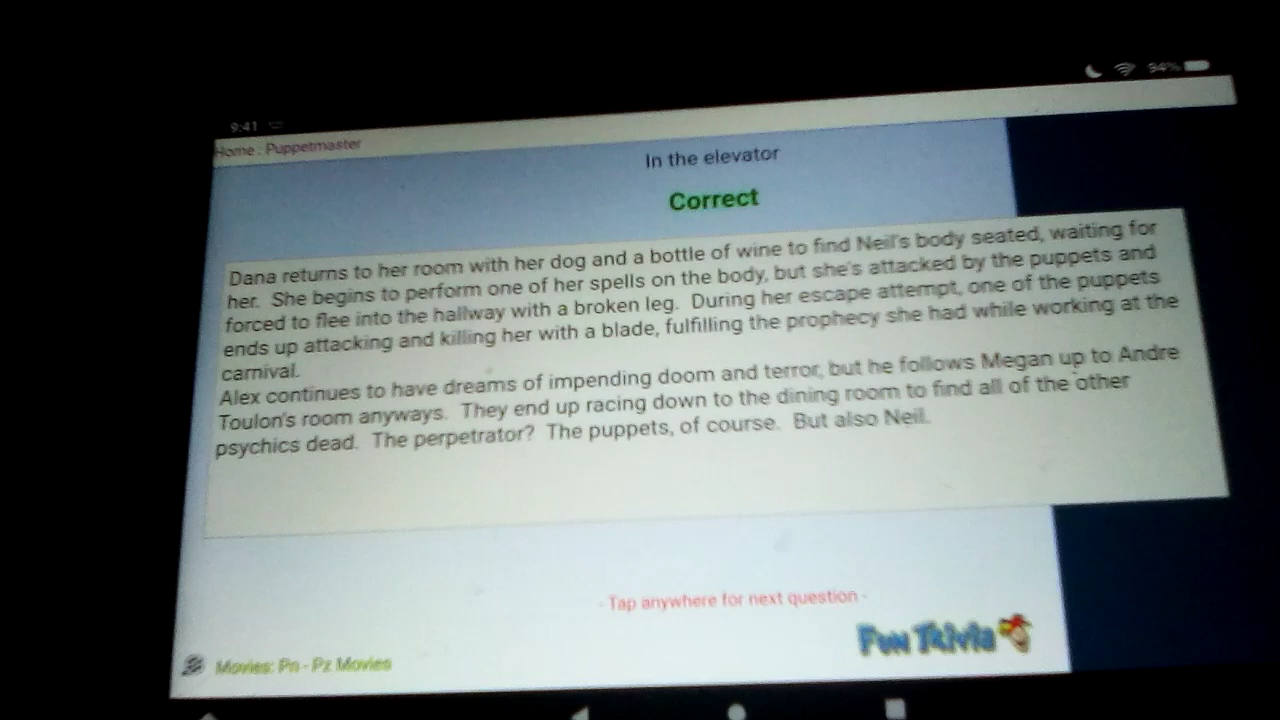 94%
9:41
Home : Puppetmaster
In the elevator
Correct
Dana returns to her room with her dog and a bottle of wine to find Neil's body seated, waiting for
her. She begins to perform one of her spells on the body, but she's attacked by the puppets and
forced to flee into the hallway with a broken leg. During her escape attempt, one of the puppets
ends up attacking and killing her with a blade, fulfilling the prophecy she had while working at the
carnival.
Alex continues to have dreams of impending doom and terror, but he follows Megan up to Andre
Toulon's room anyways. They end up racing down to the dining room to find all of the other
psychics dead. The perpetrator? The puppets, of course. But also Neil.
- Tap anywhere for next question -
Fun Trivia
Movies: Pn - Pz Movies